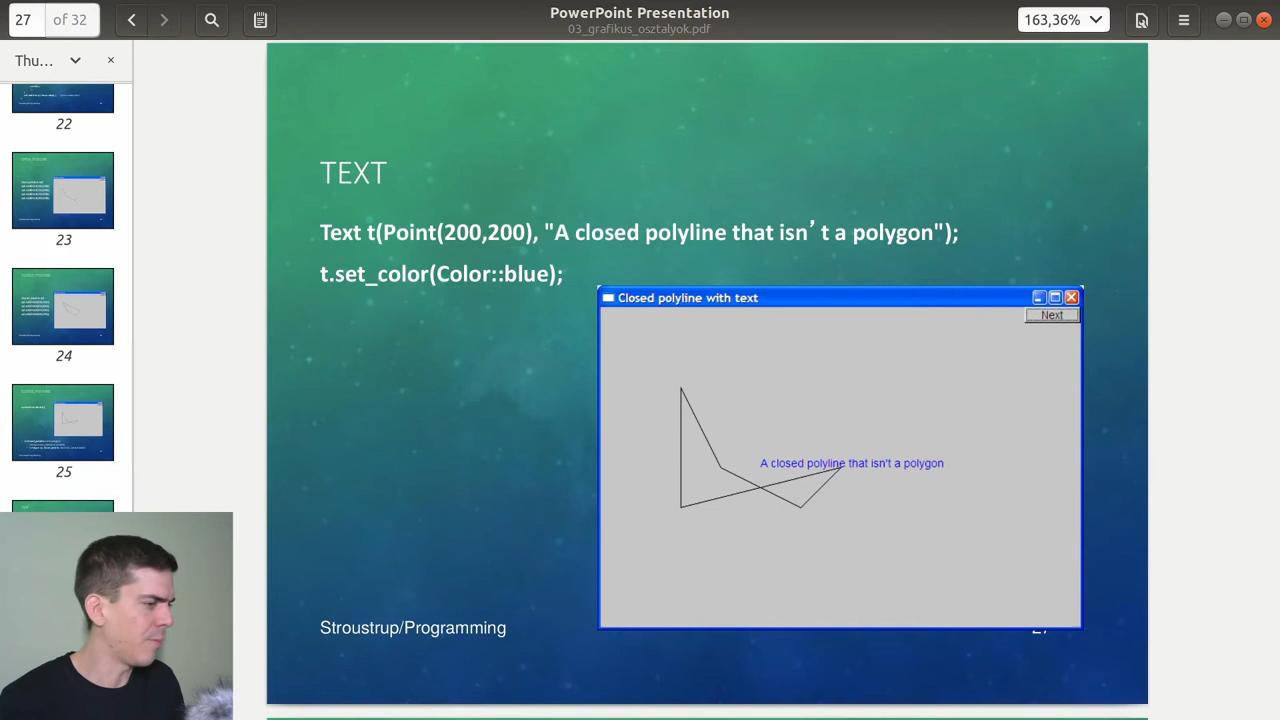 27
of 32
PowerPoint Presentation
03_grafikus_osztalyok.pdf
163,36%
Thu...
22
23
24
25
TEXT
Text t(Point(200,200), "A closed polyline that isn’t a polygon");
t.set_color(Color::blue);
Closed polyline with text
Next
A closed polyline that isn't a polygon
Stroustrup/Programming
27